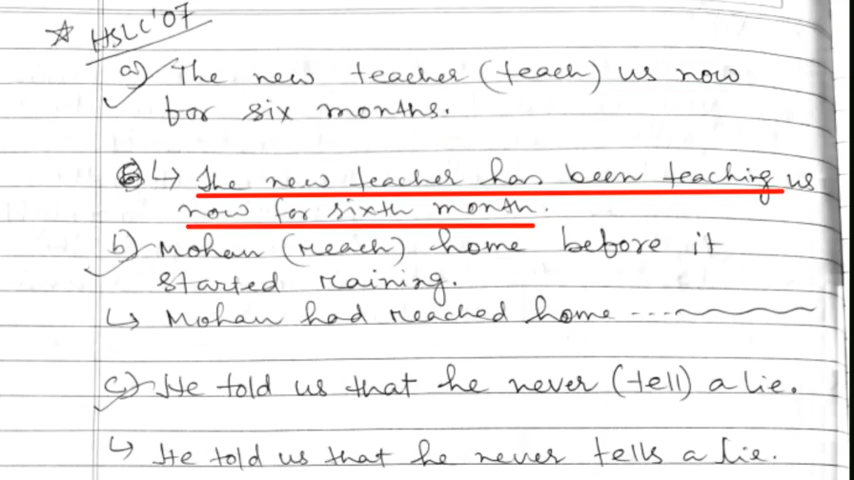 ☆ HSLC'07
a) The new teacher (teach) us now
for six months.
↳ The new teacher has been teaching us
now for sixth month.
b) Mohan (reach) home before it
started raining.
↳ Mohan had reached home ---
c) He told us that he never (tell) a lie.
↳ He told us that he never tells a lie.